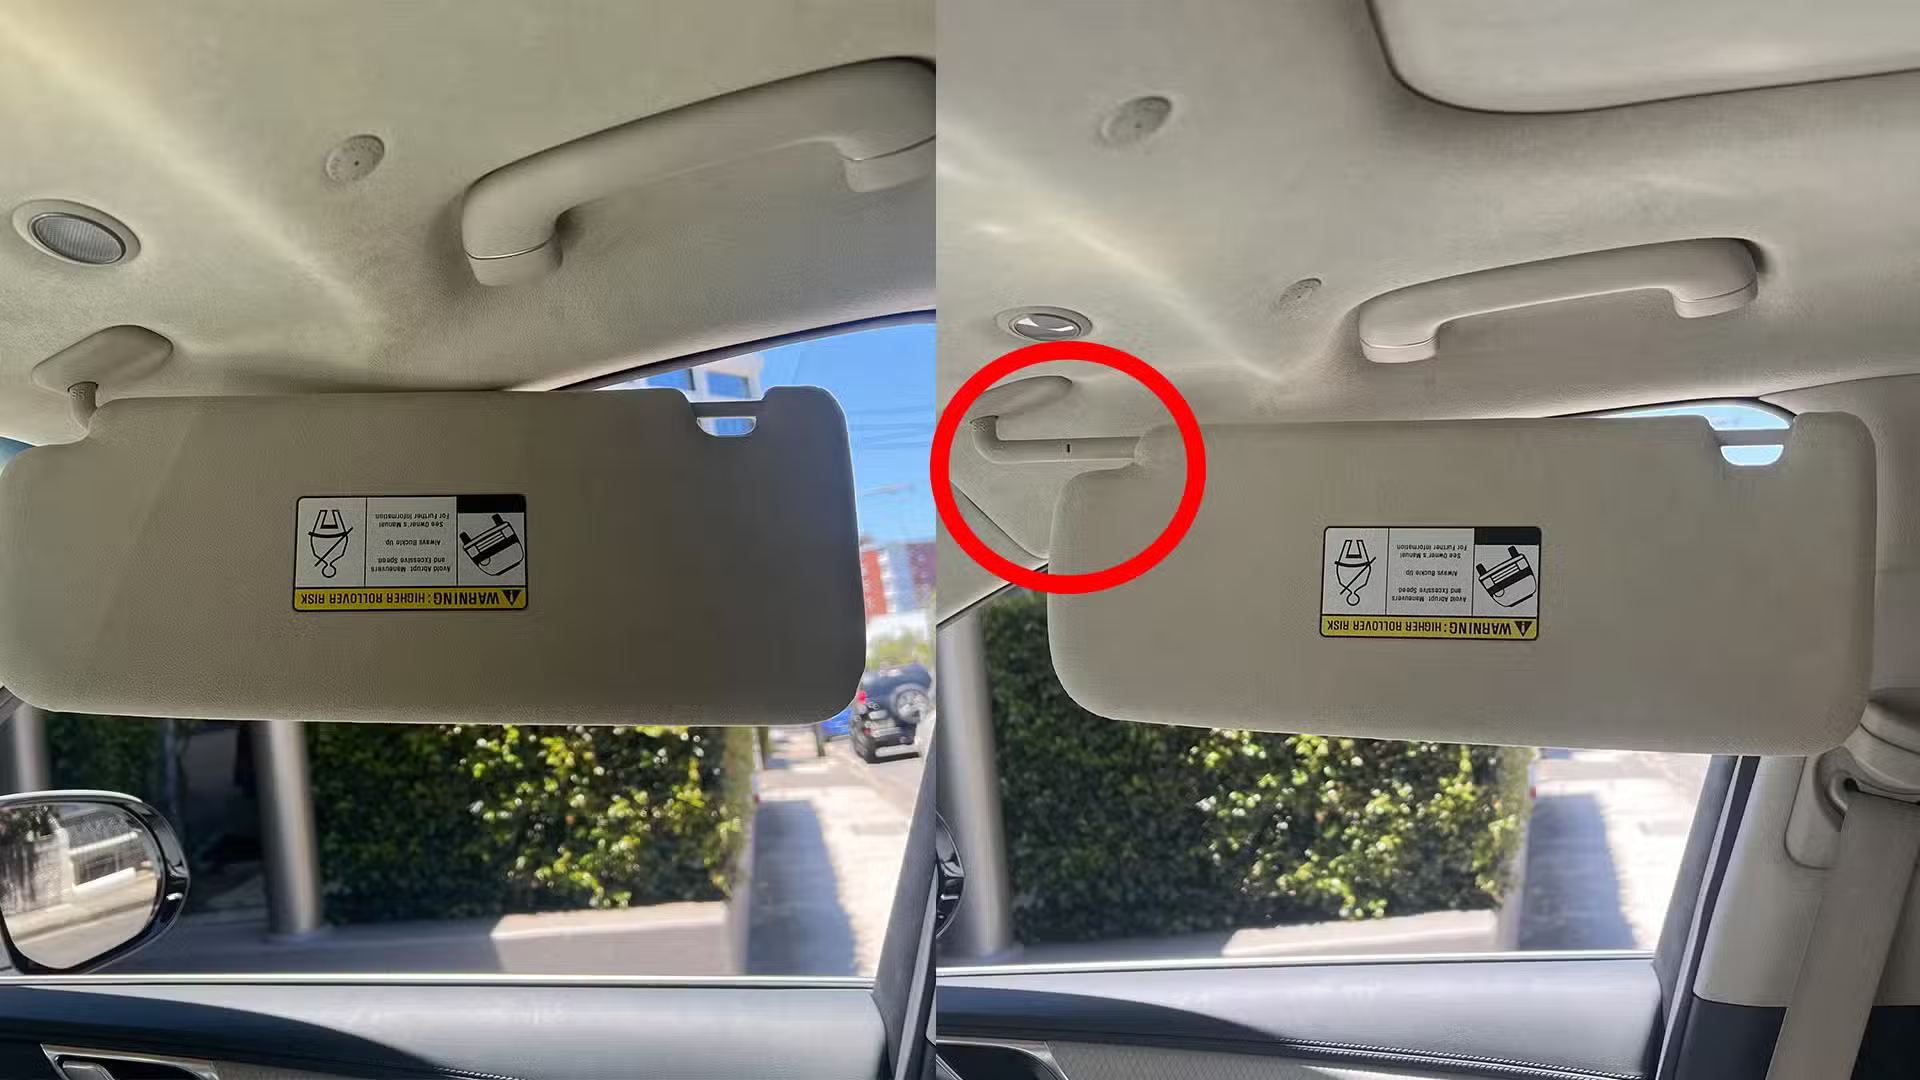 WARNING: HIGHER ROLLOVER RISK
Avoid Abrupt Maneuvers
and Excessive Speed
Always Buckle Up
See Owner's Manual
For Further Information
WARNING: HIGHER ROLLOVER RISK
Avoid Abrupt Maneuvers
and Excessive Speed
Always Buckle Up
See Owner's Manual
For Further Information